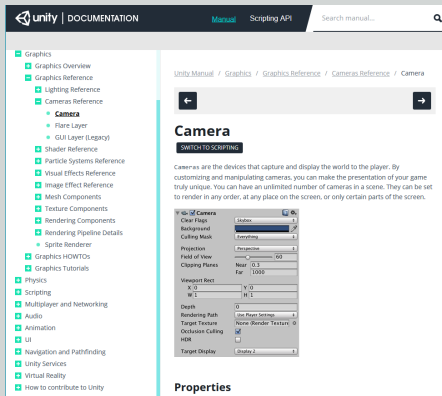 unity | DOCUMENTATION
Manual
Scripting API
Search manual...
Graphics
Graphics Overview
Graphics Reference
Lighting Reference
Cameras Reference
Camera
Flare Layer
GUI Layer (Legacy)
Shader Reference
Particle Systems Reference
Visual Effects Reference
Image Effect Reference
Mesh Components
Texture Components
Rendering Components
Rendering Pipeline Details
Sprite Renderer
Graphics HOWTOs
Graphics Tutorials
Physics
Scripting
Multiplayer and Networking
Audio
Animation
UI
Navigation and Pathfinding
Unity Services
Virtual Reality
How to contribute to Unity
Unity Manual / Graphics / Graphics Reference / Cameras Reference / Camera
Camera
SWITCH TO SCRIPTING
Cameras are the devices that capture and display the world to the player. By
customizing and manipulating cameras, you can make the presentation of your game
truly unique. You can have an unlimited number of cameras in a scene. They can be set
to render in any order, at any place on the screen, or only certain parts of the screen.
Camera
Clear Flags Skybox
Background
Culling Mask Everything
Projection Perspective
Field of View 60
Clipping Planes Near 0.3
Far 1000
Viewport Rect
X 0 Y 0
W 1 H 1
Depth 0
Rendering Path Use Player Settings
Target Texture None (Render Texture
Occlusion Culling
HDR
Target Display Display 2
Properties